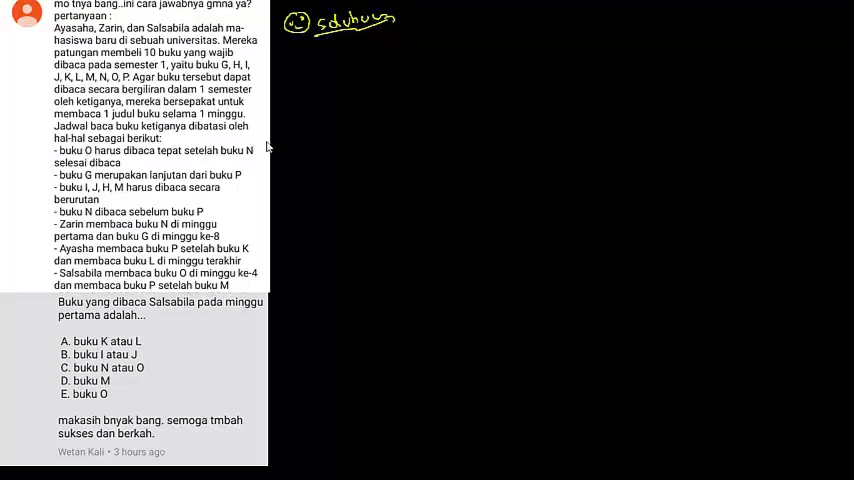 mo tnya bang..ini cara jawabnya gmna ya?
pertanyaan :
Ayasaha, Zarin, dan Salsabila adalah ma-
hasiswa baru di sebuah universitas. Mereka
patungan membeli 10 buku yang wajib
dibaca pada semester 1, yaitu buku G, H, I,
J, K, L, M, N, O, P. Agar buku tersebut dapat
dibaca secara bergiliran dalam 1 semester
oleh ketiganya, mereka bersepakat untuk
membaca 1 judul buku selama 1 minggu.
Jadwal baca buku ketiganya dibatasi oleh
hal-hal sebagai berikut:
- buku O harus dibaca tepat setelah buku N
selesai dibaca
- buku G merupakan lanjutan dari buku P
- buku I, J, H, M harus dibaca secara
berurutan
- buku N dibaca sebelum buku P
- Zarin membaca buku N di minggu
pertama dan buku G di minggu ke-8
- Ayasha membaca buku P setelah buku K
dan membaca buku L di minggu terakhir
- Salsabila membaca buku O di minggu ke-4
dan membaca buku P setelah buku M
Buku yang dibaca Salsabila pada minggu
pertama adalah...
A. buku K atau L
B. buku I atau J
C. buku N atau O
D. buku M
E. buku O
makasih bnyak bang. semoga tmbah
sukses dan berkah.
Wetan Kali • 3 hours ago